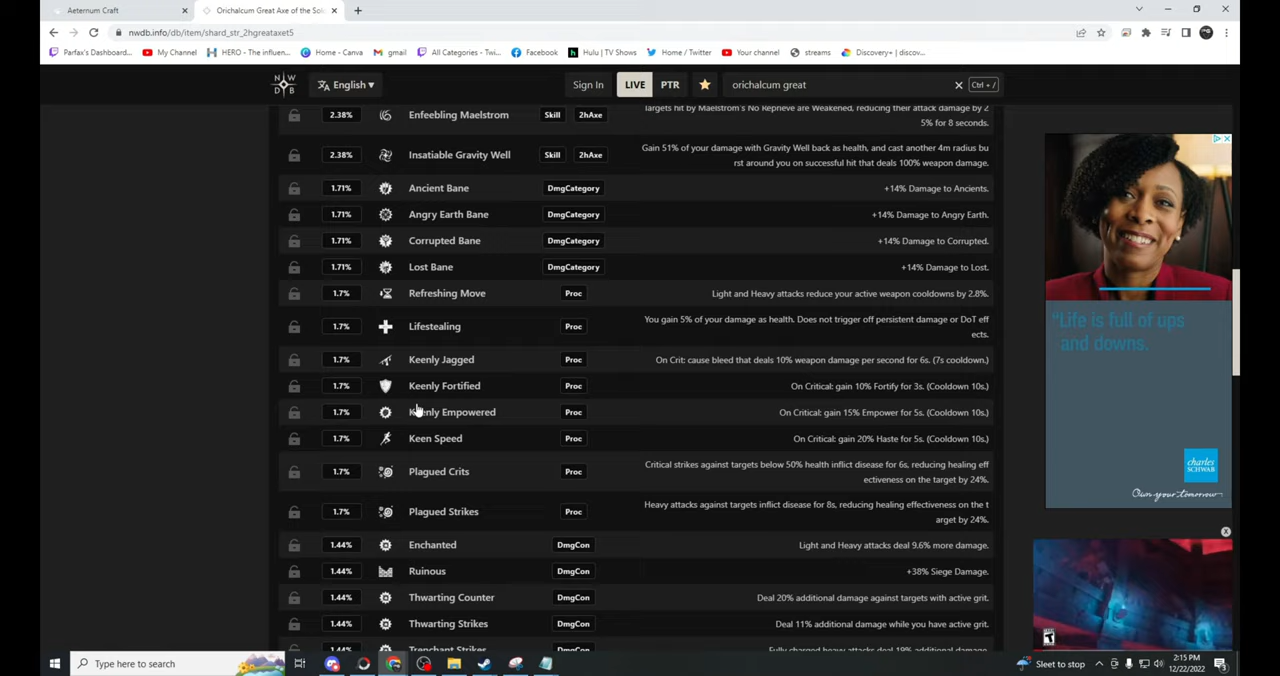 Aeternum Craft
Orichalcum Great Axe of the Sol
nwdb.info/db/item/shard_str_2hgreataxet5
Parfax's Dashboard...
My Channel
HERO - The influen...
Home - Canva
gmail
All Categories - Twi...
Facebook
Hulu | TV Shows
Home / Twitter
Your channel
streams
Discovery+ | discov...
N
W
D
B
English ▾
Sign In
LIVE
PTR
orichalcum great
Ctrl + /
2.38% Enfeebling Maelstrom Skill 2hAxe Targets hit by Maelstrom's No Reprieve are Weakened, reducing their attack damage by 2
5% for 8 seconds.
2.38% Insatiable Gravity Well Skill 2hAxe Gain 51% of your damage with Gravity Well back as health, and cast another 4m radius bu
rst around you on successful hit that deals 100% weapon damage.
1.71% Ancient Bane DmgCategory +14% Damage to Ancients.
1.71% Angry Earth Bane DmgCategory +14% Damage to Angry Earth.
1.71% Corrupted Bane DmgCategory +14% Damage to Corrupted.
1.71% Lost Bane DmgCategory +14% Damage to Lost.
1.7% Refreshing Move Proc Light and Heavy attacks reduce your active weapon cooldowns by 2.8%.
1.7% Lifestealing Proc You gain 5% of your damage as health. Does not trigger off persistent damage or DoT eff
ects.
1.7% Keenly Jagged Proc On Crit: cause bleed that deals 10% weapon damage per second for 6s. (7s cooldown.)
1.7% Keenly Fortified Proc On Critical: gain 10% Fortify for 3s. (Cooldown 10s.)
1.7% Keenly Empowered Proc On Critical: gain 15% Empower for 5s. (Cooldown 10s.)
1.7% Keen Speed Proc On Critical: gain 20% Haste for 5s. (Cooldown 10s.)
1.7% Plagued Crits Proc Critical strikes against targets below 50% health inflict disease for 6s, reducing healing eff
ectiveness on the target by 24%.
1.7% Plagued Strikes Proc Heavy attacks against targets inflict disease for 8s, reducing healing effectiveness on the t
arget by 24%.
1.44% Enchanted DmgCon Light and Heavy attacks deal 9.6% more damage.
1.44% Ruinous DmgCon +38% Siege Damage.
1.44% Thwarting Counter DmgCon Deal 20% additional damage against targets with active grit.
1.44% Thwarting Strikes DmgCon Deal 11% additional damage while you have active grit.
1.44% Trenchant Strikes DmgCon Fully charged heavy attacks deal 19% additional damage.
"Life is full of ups
and downs.
charles
SCHWAB
Own your tomorrow
Type here to search
Sleet to stop
2:15 PM
12/22/2022
3